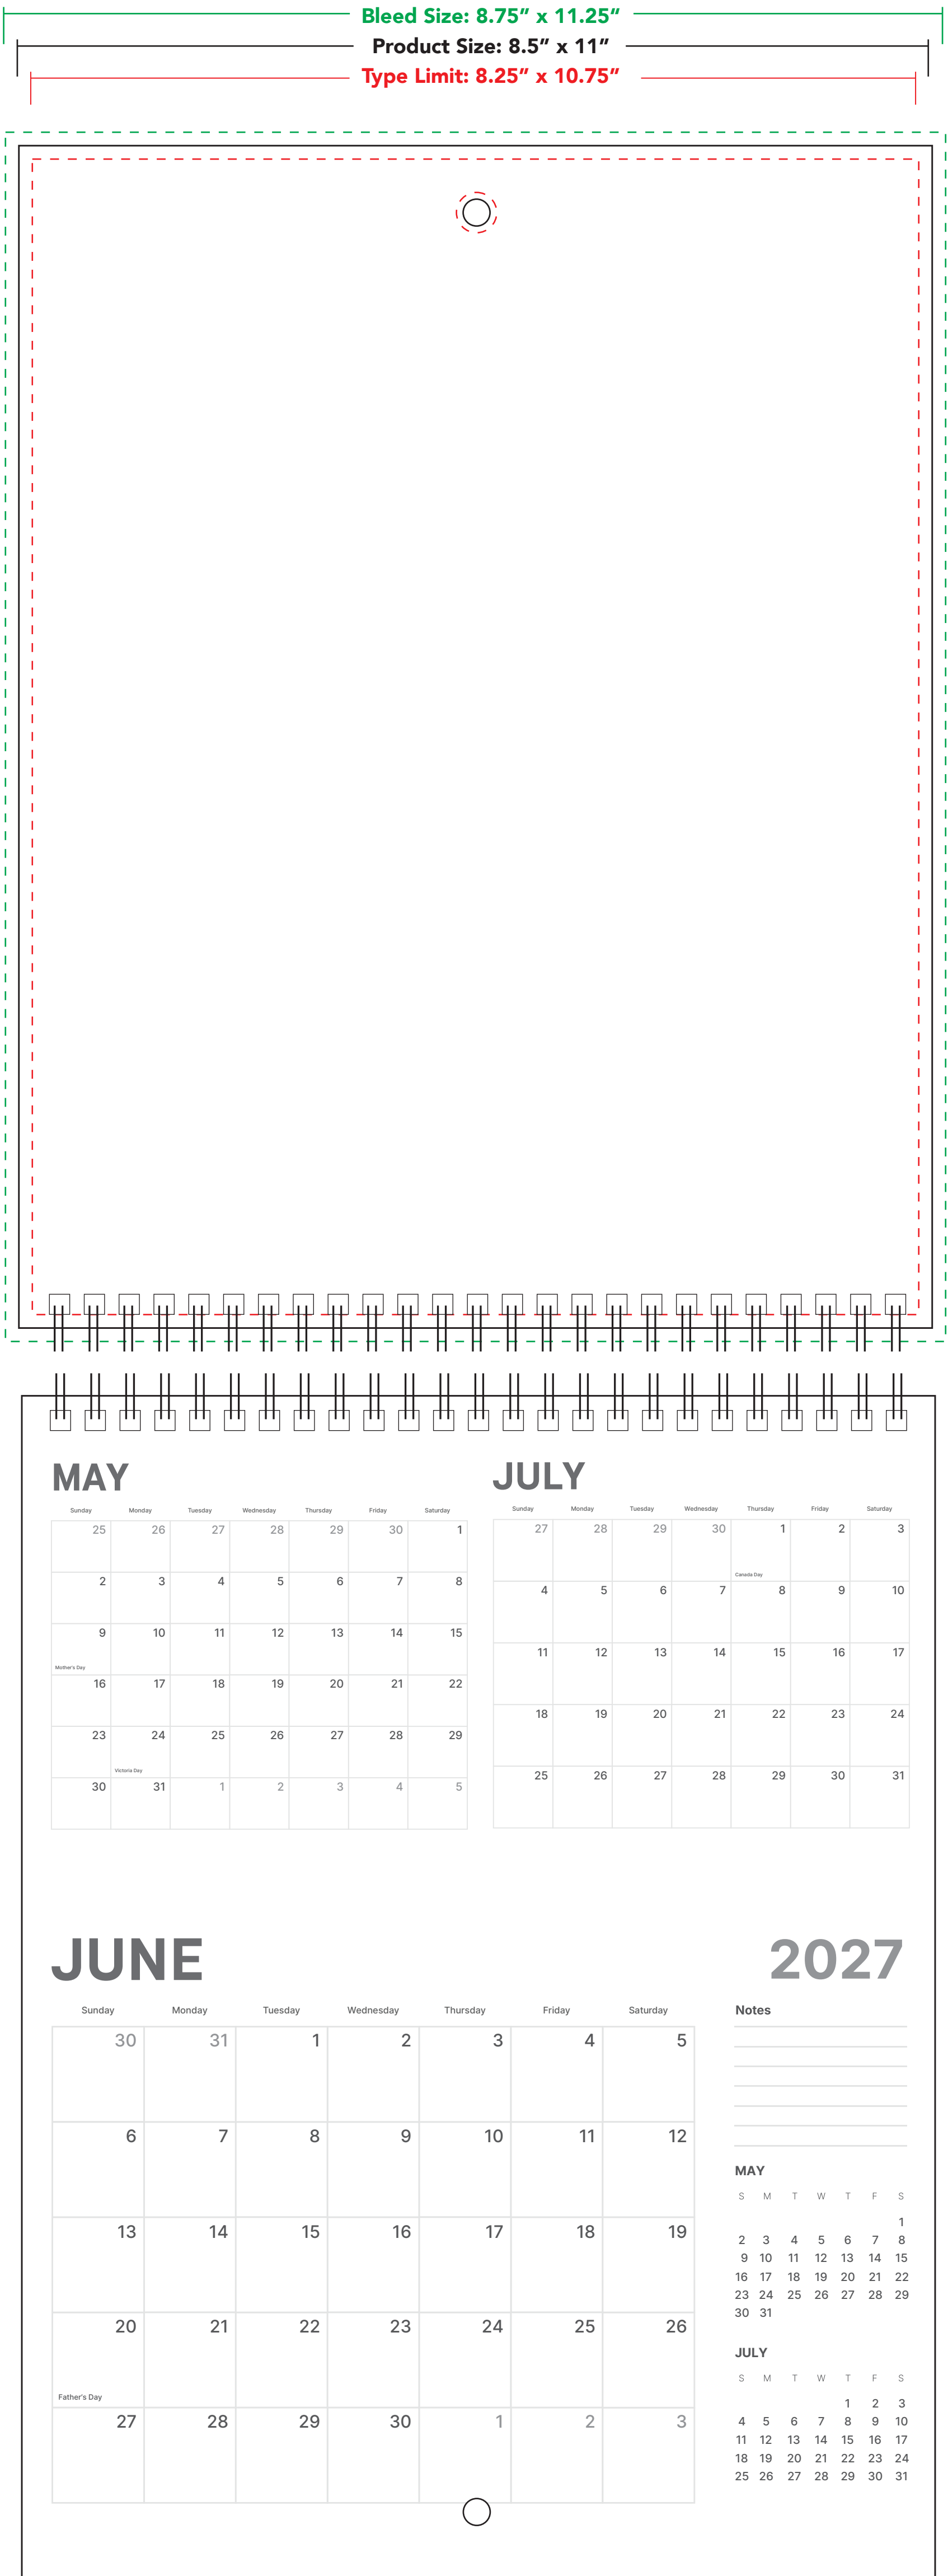 Bleed Size: 8.75” x 11.25”
Product Size: 8.5” x 11”
Type Limit: 8.25” x 10.75”
MAY
Sunday Monday Tuesday Wednesday Thursday Friday Saturday
25 26 27 28 29 30 1
2 3 4 5 6 7 8
9 10 11 12 13 14 15
Mother's Day
16 17 18 19 20 21 22
23 24 25 26 27 28 29
Victoria Day
30 31 1 2 3 4 5
JULY
Sunday Monday Tuesday Wednesday Thursday Friday Saturday
27 28 29 30 1 2 3
Canada Day
4 5 6 7 8 9 10
11 12 13 14 15 16 17
18 19 20 21 22 23 24
25 26 27 28 29 30 31
JUNE
2027
Sunday Monday Tuesday Wednesday Thursday Friday Saturday
30 31 1 2 3 4 5
6 7 8 9 10 11 12
13 14 15 16 17 18 19
20 21 22 23 24 25 26
Father's Day
27 28 29 30 1 2 3
Notes
MAY
S M T W T F S
1
2 3 4 5 6 7 8
9 10 11 12 13 14 15
16 17 18 19 20 21 22
23 24 25 26 27 28 29
30 31
JULY
S M T W T F S
1 2 3
4 5 6 7 8 9 10
11 12 13 14 15 16 17
18 19 20 21 22 23 24
25 26 27 28 29 30 31